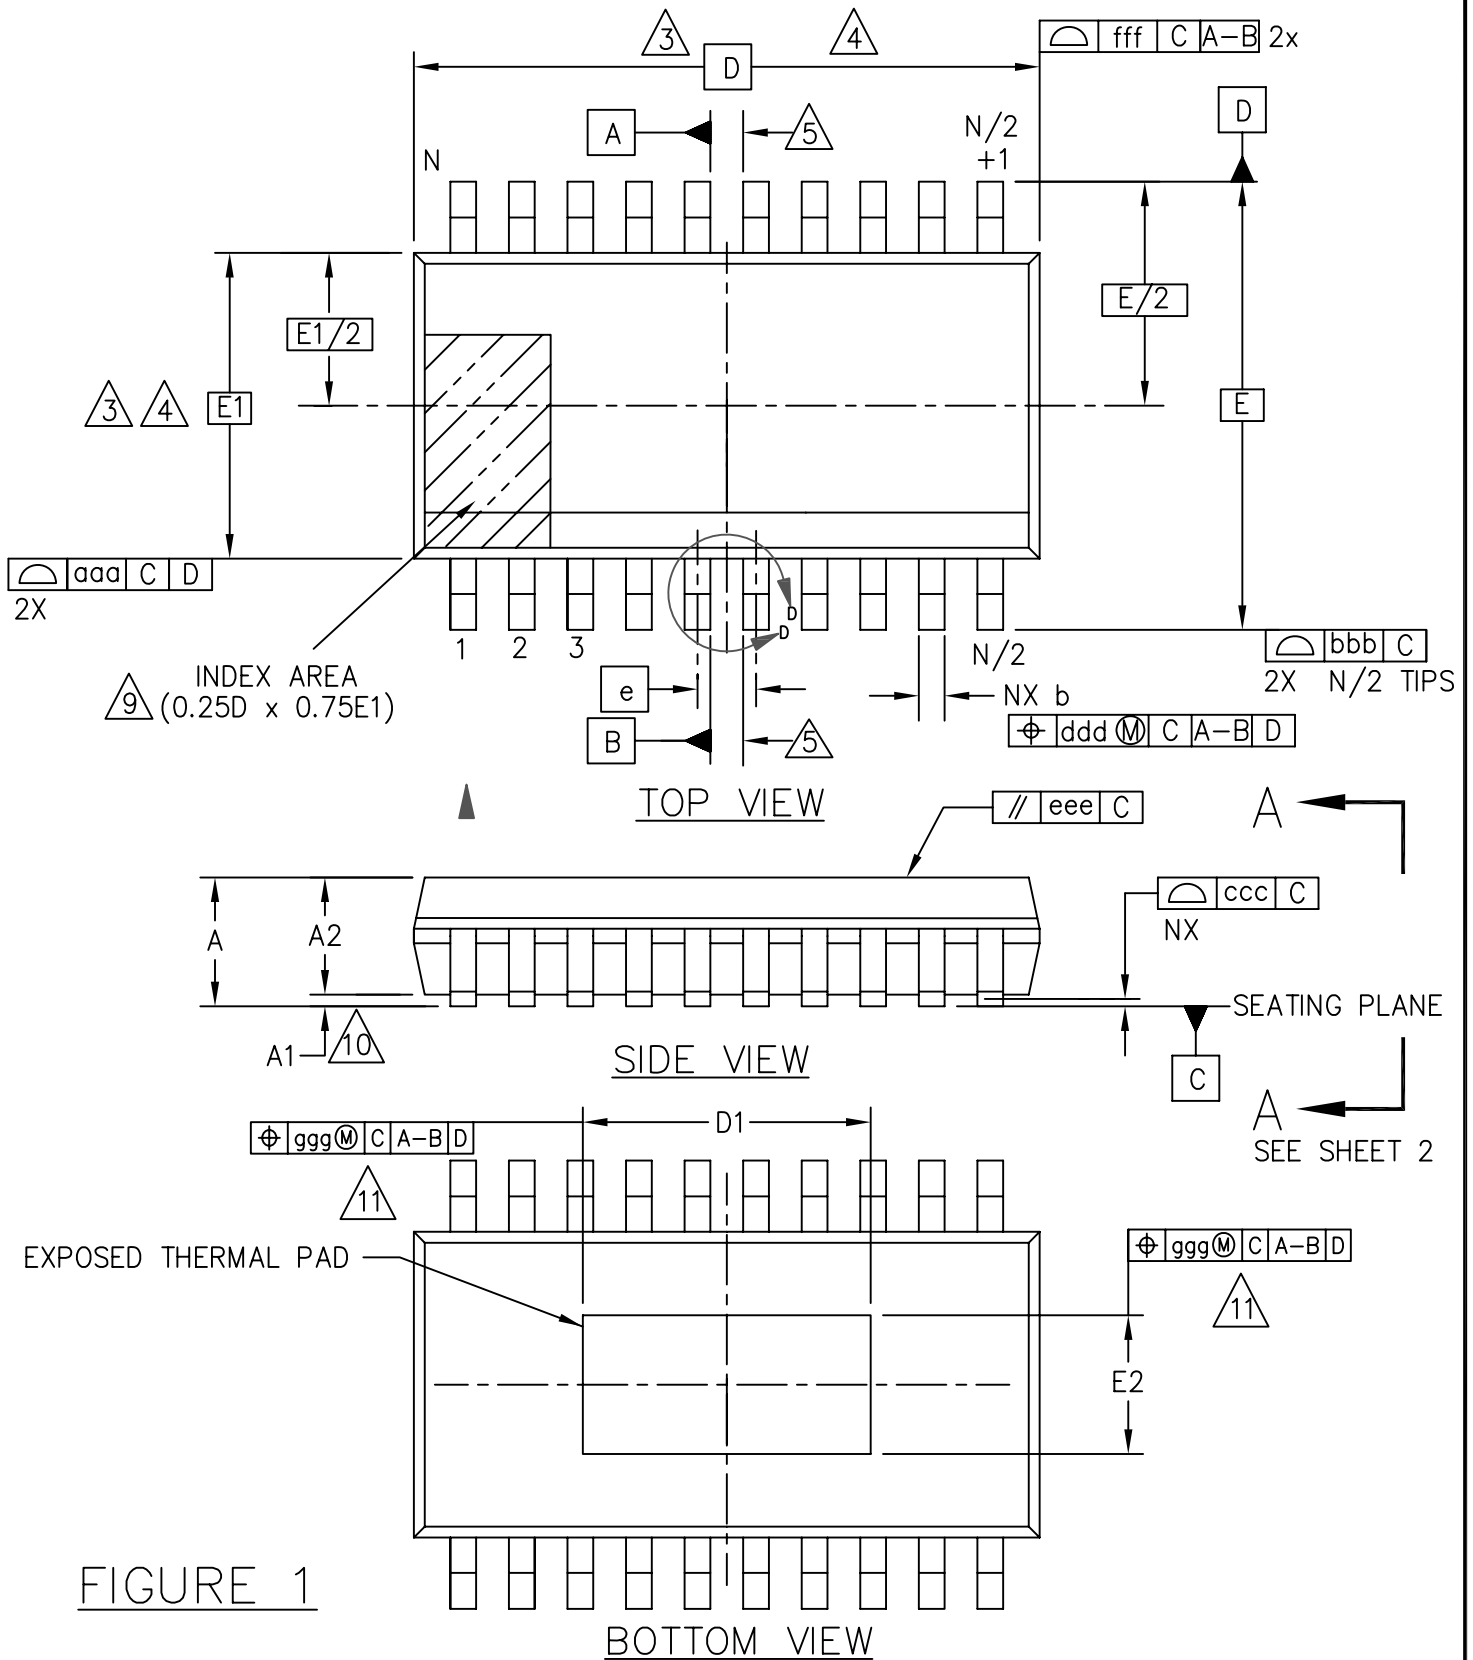 3
4
D
fff C A-B 2x
A
5
N
N/2
+1
D
E1/2
E/2
3 4 E1
E
aaa C D
2X
1 2 3
D
D
N/2
INDEX AREA
9 (0.25D x 0.75E1)
bbb C
2X N/2 TIPS
e
NX b
B
5
ddd M C A-B D
TOP VIEW
// eee C
A
ccc C
NX
A
A2
A1
10
SEATING PLANE
C
SIDE VIEW
A
SEE SHEET 2
ggg M C A-B D
11
D1
EXPOSED THERMAL PAD
ggg M C A-B D
11
E2
FIGURE 1
BOTTOM VIEW